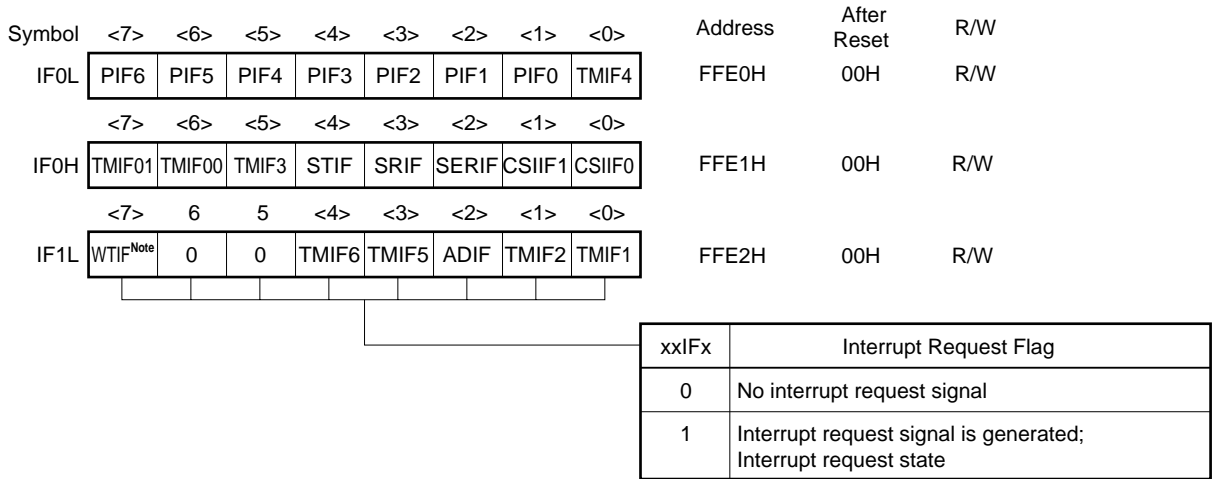 Symbol <7> <6> <5> <4> <3> <2> <1> <0> Address After Reset R/W
IF0L PIF6 PIF5 PIF4 PIF3 PIF2 PIF1 PIF0 TMIF4 FFE0H 00H R/W
<7> <6> <5> <4> <3> <2> <1> <0>
IF0H TMIF01 TMIF00 TMIF3 STIF SRIF SERIF CSIIF1 CSIIF0 FFE1H 00H R/W
<7> 6 5 <4> <3> <2> <1> <0>
IF1L WTIFNote 0 0 TMIF6 TMIF5 ADIF TMIF2 TMIF1 FFE2H 00H R/W
xxIFx Interrupt Request Flag
0 No interrupt request signal
1 Interrupt request signal is generated;
Interrupt request state